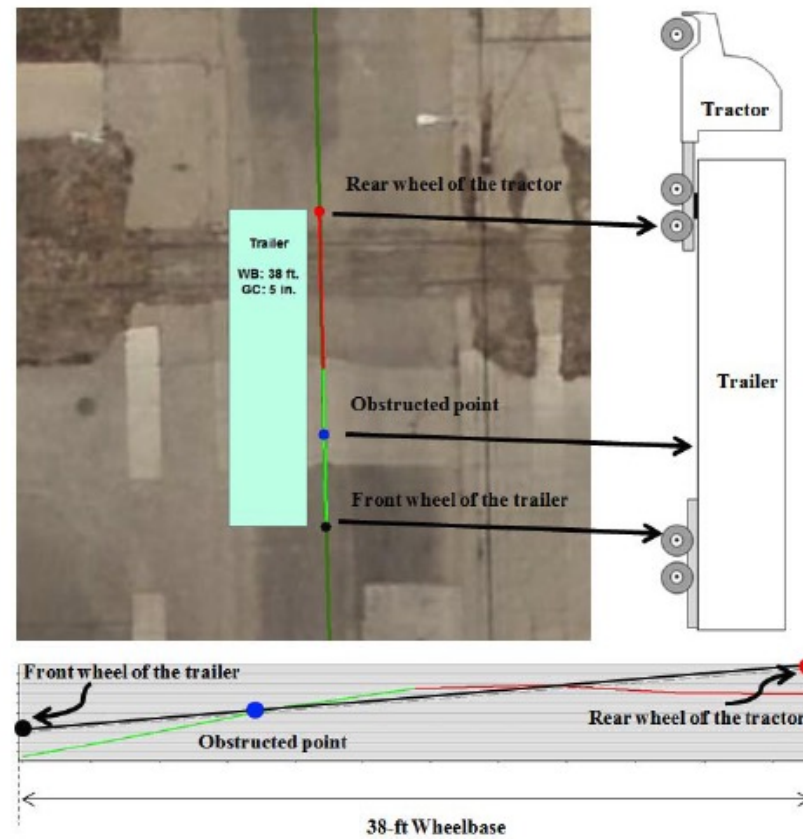 Tractor
Rear wheel of the tractor
Trailer
WB: 38 ft.
GC: 5 in.
Trailer
Obstructed point
Front wheel of the trailer
Front wheel of the trailer
Obstructed point
Rear wheel of the tractor
38-ft Wheelbase